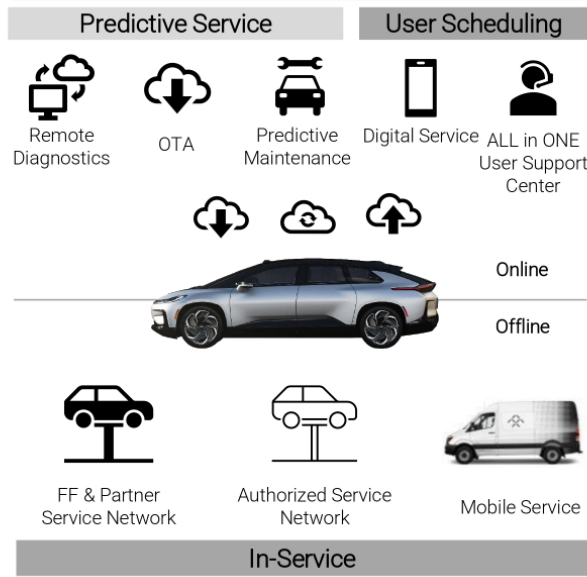 Predictive Service
User Scheduling
Remote
Diagnostics
OTA
Predictive
Maintenance
Digital Service
ALL in ONE
User Support
Center
Online
Offline
FF & Partner
Service Network
Authorized Service
Network
Mobile Service
In-Service